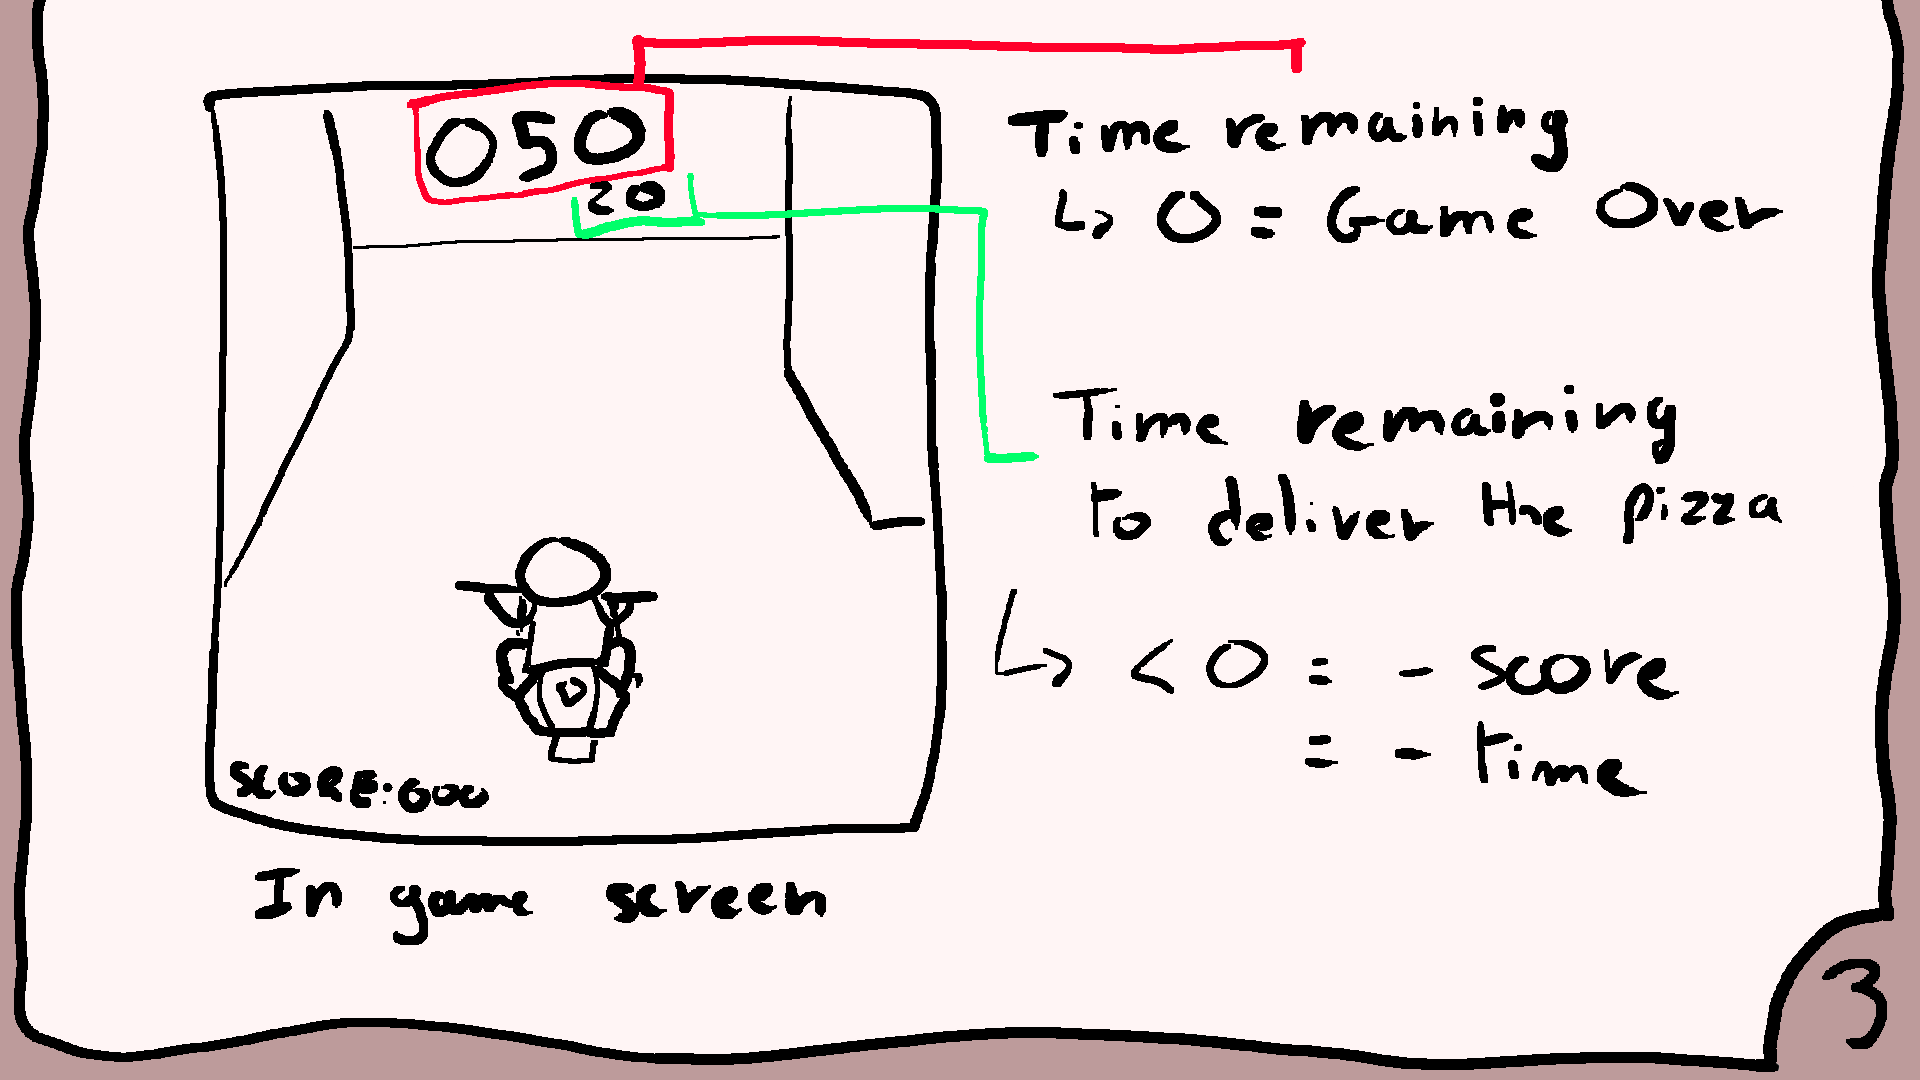 050
20
SCORE:000
In game screen
Time remaining
↳ 0 = Game Over
Time remaining
to deliver the pizza
↳ < 0 = - score
= - time
3